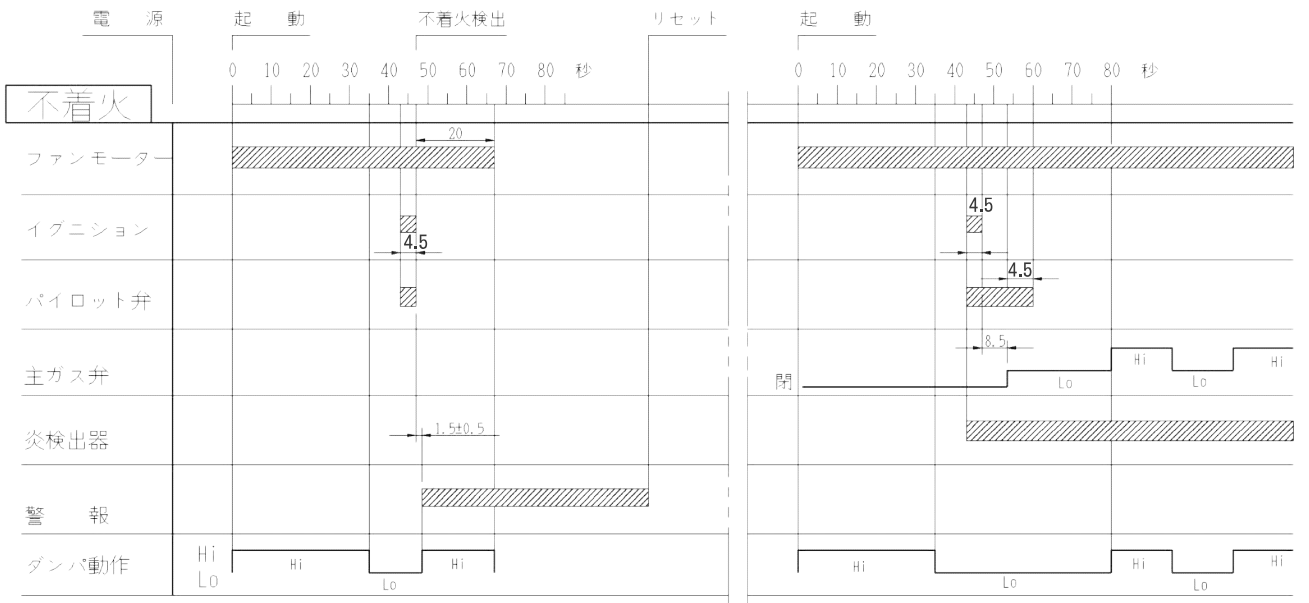 電 源
起 動
不着火検出
リセット
起 動
0 10 20 30 40 50 60 70 80 秒
0 10 20 30 40 50 60 70 80 秒
不着火
20
ファンモーター
イグニション
4.5
4.5
パイロット弁
4.5
主ガス弁
8.5
閉
Lo
Hi
Lo
Hi
炎検出器
1.5±0.5
警 報
ダンパ動作
Hi
Lo
Hi
Lo
Hi
Hi
Lo
Hi
Lo
Hi